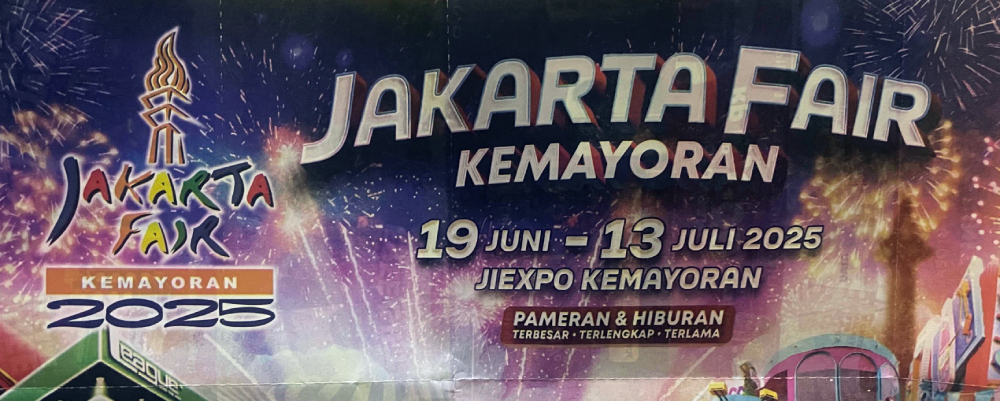 JAKARTA
FAIR
KEMAYORAN
2025
JAKARTA FAIR
KEMAYORAN
19 JUNI - 13 JULI 2025
JIEXPO KEMAYORAN
PAMERAN & HIBURAN
TERBESAR • TERLENGKAP • TERLAMA
League